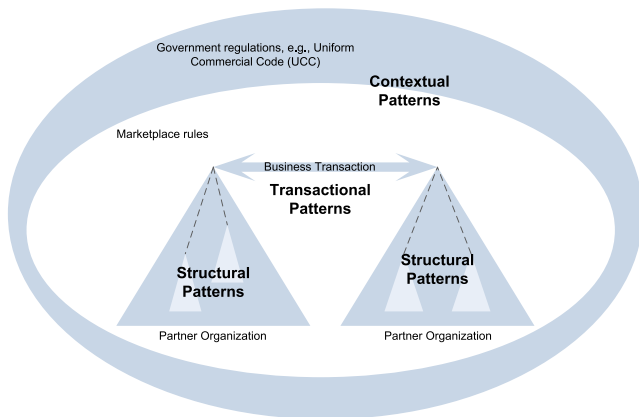 Government regulations, e.g., Uniform
Commercial Code (UCC)
Contextual
Patterns
Marketplace rules
Business Transaction
Transactional
Patterns
Structural
Patterns
Structural
Patterns
Partner Organization
Partner Organization